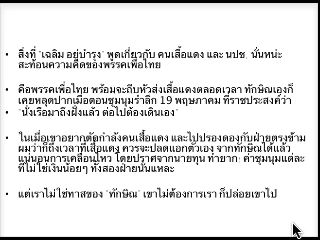 • สิ่งที่ "เฉลิม อยู่บำรุง" พูดเกี่ยวกับ คนเสื้อแดง และ นปช. นั่นหน่ะ
สะท้อนความคิดของพรรคเพื่อไทย
• คือพรรคเพื่อไทย พร้อมจะถีบหัวส่งเสื้อแดงตลอดเวลา ทักษิณเองก็
เคยหลุดปากเมื่อตอนชุมนุมรำลึก 19 พฤษภาคม ที่ราชประสงค์ว่า
• "นั่งเรือมาถึงฝั่งแล้ว ต่อไปต้องเดินเอง"
• ในเมื่อเขาอยากตัดกำลังคนเสื้อแดง และไปปรองดองกับฝ่ายตรงข้าม
ผมว่าก็ถึงเวลาที่เสื้อแดง ควรจะปลดแอกตัวเอง จากทักษิณได้แล้ว
แน่นอนการเคลื่อนไหว โดยปราศจากนายทุน ทำยาก: ค่าชุมนุมแต่ละ
ที่ไม่ใช่เงินน้อยๆ ทั้งสองฝ่ายนั่นแหละ
• แต่เราไม่ใช่ทาสของ "ทักษิณ" เขาไม่ต้องการเรา ก็ปล่อยเขาไป